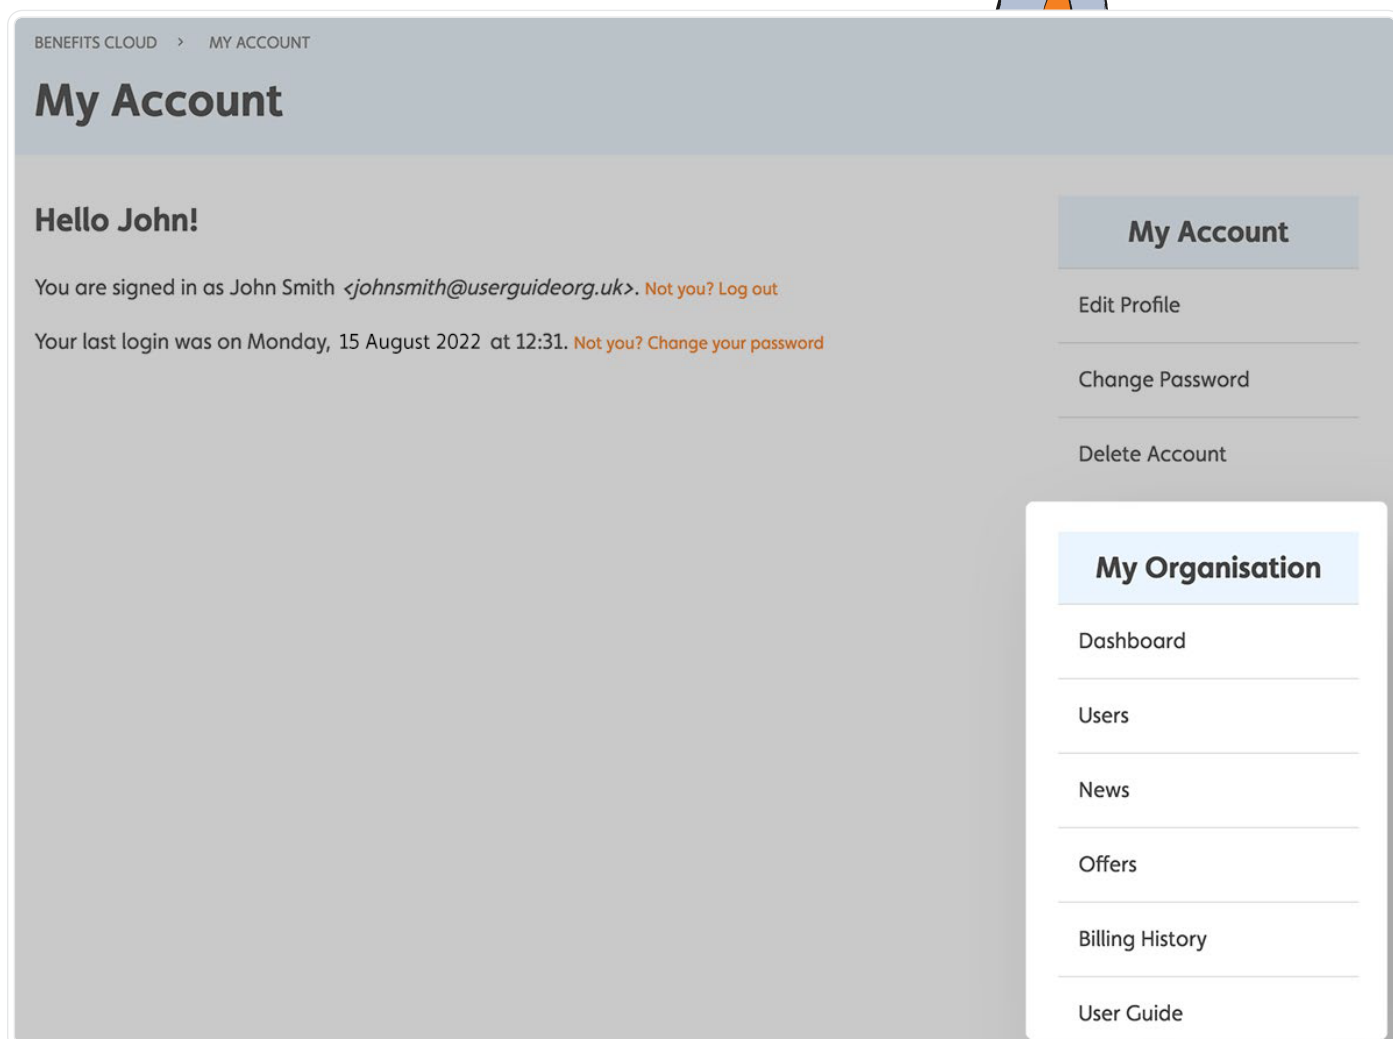 BENEFITS CLOUD > MY ACCOUNT
My Account
Hello John!
You are signed in as John Smith <johnsmith@userguideorg.uk>. Not you? Log out
Your last login was on Monday, 15 August 2022 at 12:31. Not you? Change your password
My Account
Edit Profile
Change Password
Delete Account
My Organisation
Dashboard
Users
News
Offers
Billing History
User Guide